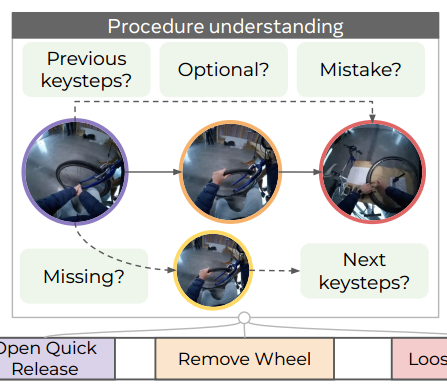 Procedure understanding
Previous
keysteps?
Optional?
Mistake?
Missing?
Next
keysteps?
Open Quick
Release
Remove Wheel
Loos